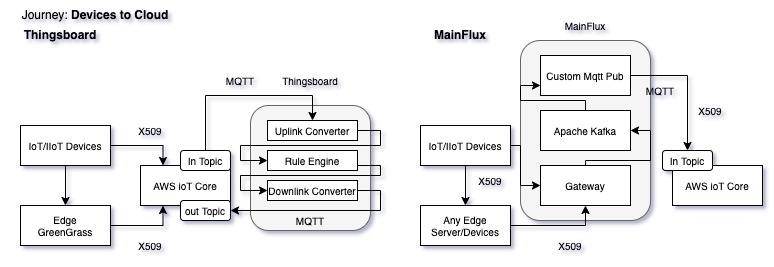 Journey: Devices to Cloud
Thingsboard
MQTT
Thingsboard
X509
IoT/IIoT Devices
In Topic
AWS ioT Core
out Topic
Edge
GreenGrass
X509
Uplink Converter
Rule Engine
Downlink Converter
MQTT
MainFlux
MainFlux
Custom Mqtt Pub
MQTT
X509
Apache Kafka
IoT/IIoT Devices
In Topic
X509
Gateway
AWS ioT Core
Any Edge
Server/Devices
X509